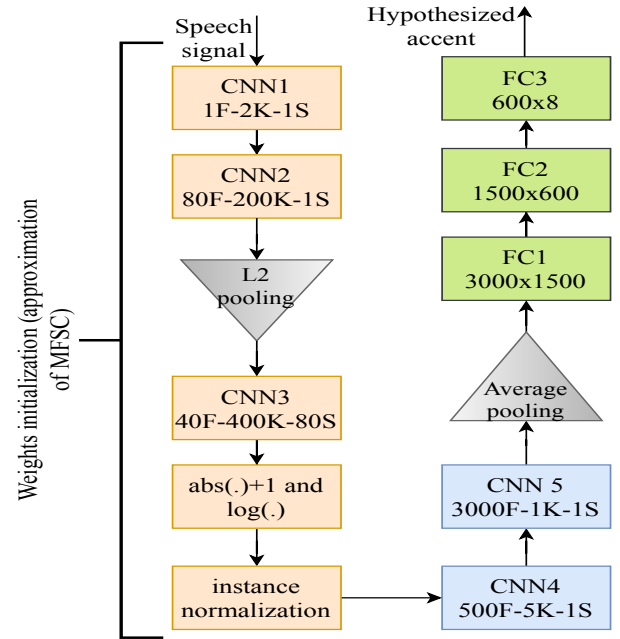 Weights initialization (approximation
of MFSC)
Speech
signal
CNN1
1F-2K-1S
CNN2
80F-200K-1S
L2
pooling
CNN3
40F-400K-80S
abs(.)+1 and
log(.)
instance
normalization
CNN4
500F-5K-1S
CNN 5
3000F-1K-1S
Average
pooling
FC1
3000x1500
FC2
1500x600
FC3
600x8
Hypothesized
accent